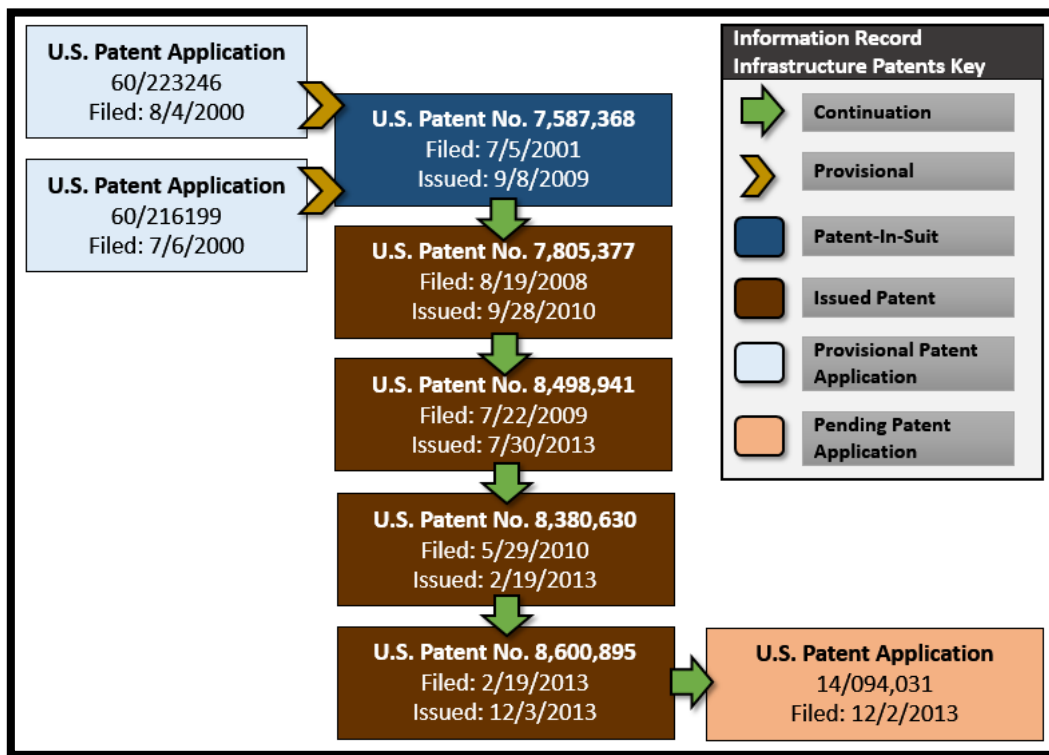 U.S. Patent Application
60/223246
Filed: 8/4/2000
U.S. Patent Application
60/216199
Filed: 7/6/2000
U.S. Patent No. 7,587,368
Filed: 7/5/2001
Issued: 9/8/2009
U.S. Patent No. 7,805,377
Filed: 8/19/2008
Issued: 9/28/2010
U.S. Patent No. 8,498,941
Filed: 7/22/2009
Issued: 7/30/2013
U.S. Patent No. 8,380,630
Filed: 5/29/2010
Issued: 2/19/2013
U.S. Patent No. 8,600,895
Filed: 2/19/2013
Issued: 12/3/2013
U.S. Patent Application
14/094,031
Filed: 12/2/2013
Information Record
Infrastructure Patents Key
Continuation
Provisional
Patent-In-Suit
Issued Patent
Provisional Patent
Application
Pending Patent
Application